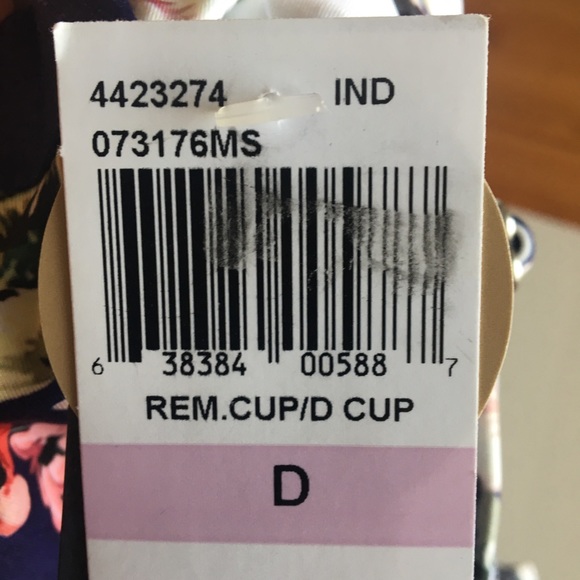 4423274 IND
073176MS
6 38384 00588 7
REM.CUP/D CUP
D